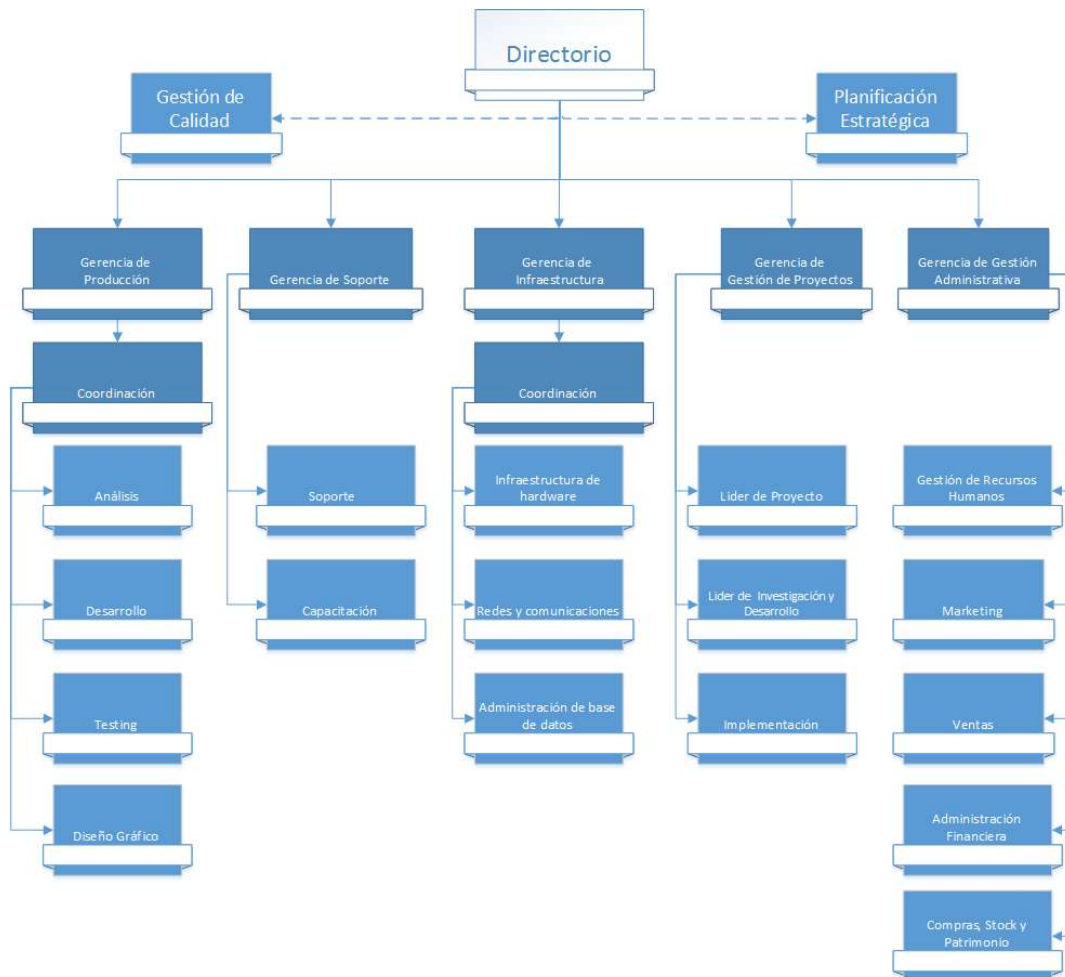 Directorio
Gestión de
Calidad
Planificación
Estratégica
Gerencia de
Producción
Gerencia de Soporte
Gerencia de
Infraestructura
Gerencia de
Gestión de Proyectos
Gerencia de Gestión
Administrativa
Coordinación
Coordinación
Análisis
Soporte
Infraestructura de
hardware
Lider de Proyecto
Gestión de Recursos
Humanos
Desarrollo
Capacitación
Redes y comunicaciones
Lider de Investigación y
Desarrollo
Marketing
Testing
Administración de base
de datos
Implementación
Ventas
Diseño Gráfico
Administración
Financiera
Compras, Stock y
Patrimonio